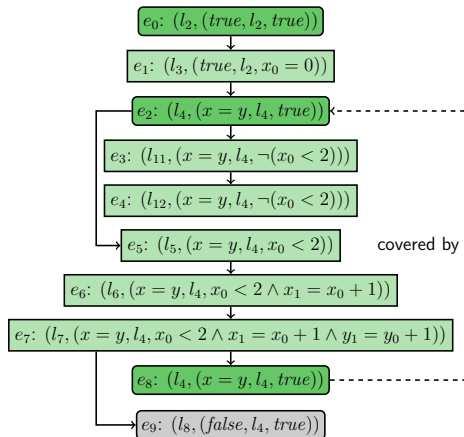 e₀: (l₂, (true, l₂, true))
e₁: (l₃, (true, l₂, x₀ = 0))
e₂: (l₄, (x = y, l₄, true))
e₃: (l₁₁, (x = y, l₄, ¬(x₀ < 2)))
e₄: (l₁₂, (x = y, l₄, ¬(x₀ < 2)))
e₅: (l₅, (x = y, l₄, x₀ < 2))
covered by
e₆: (l₆, (x = y, l₄, x₀ < 2 ∧ x₁ = x₀ + 1))
e₇: (l₇, (x = y, l₄, x₀ < 2 ∧ x₁ = x₀ + 1 ∧ y₁ = y₀ + 1))
e₈: (l₄, (x = y, l₄, true))
e₉: (l₈, (false, l₄, true))